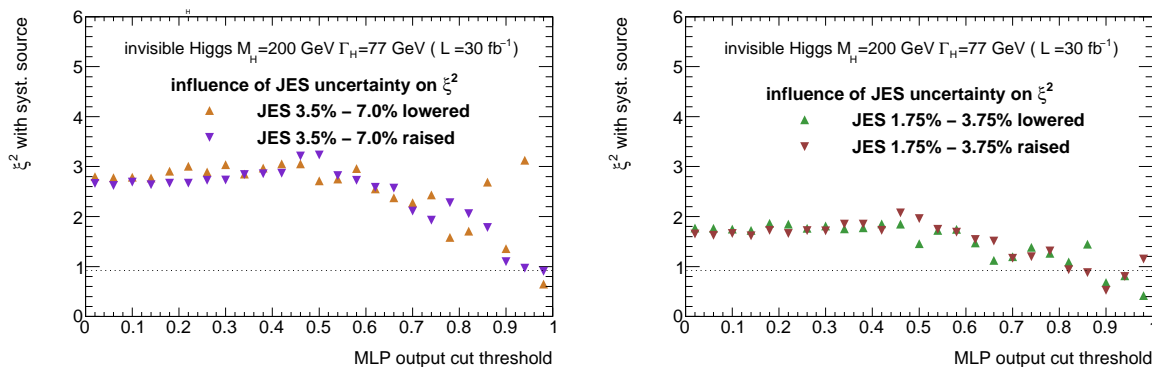 H
invisible Higgs M_H=200 GeV Γ_H=77 GeV ( L =30 fb⁻¹)
influence of JES uncertainty on ξ²
JES 3.5% – 7.0% lowered
JES 3.5% – 7.0% raised
ξ² with syst. source
6
5
4
3
2
1
0
0 0.1 0.2 0.3 0.4 0.5 0.6 0.7 0.8 0.9 1
MLP output cut threshold
invisible Higgs M_H=200 GeV Γ_H=77 GeV ( L =30 fb⁻¹)
influence of JES uncertainty on ξ²
JES 1.75% – 3.75% lowered
JES 1.75% – 3.75% raised
ξ² with syst. source
6
5
4
3
2
1
0
0 0.1 0.2 0.3 0.4 0.5 0.6 0.7 0.8 0.9 1
MLP output cut threshold